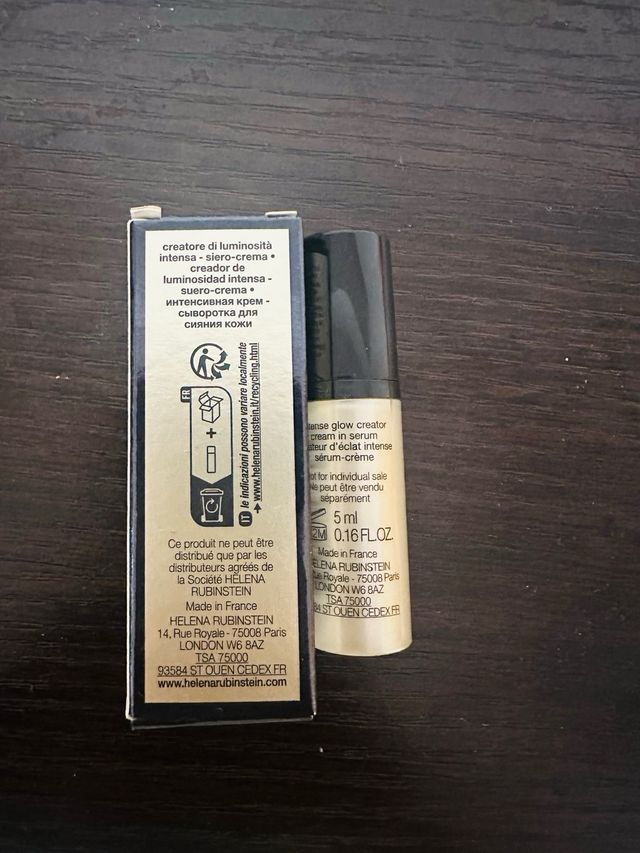 creatore di luminosità
intensa - siero-crema •
creador de
luminosidad intensa -
suero-crema •
интенсивная крем -
сыворотка для
сияния кожи
FR
+
IT le indicazioni possono variare localmente
www.helenarubinstein.it/recycling.html
Ce produit ne peut être
distribué que par les
distributeurs agréés de
la Société HELENA
RUBINSTEIN
Made in France
HELENA RUBINSTEIN
14, Rue Royale - 75008 Paris
LONDON W6 8AZ
TSA 75000
93584 ST OUEN CEDEX FR
www.helenarubinstein.com
tense glow creator
cream in serum
ateur d'éclat intense
sérum-crème
ot for individual sale
Ne peut être vendu
séparément
2M
5 ml
0.16 FL.OZ.
Made in France
HELENA RUBINSTEIN
Rue Royale - 75008 Paris
LONDON W6 8AZ
TSA 75000
84 ST OUEN CEDEX FR